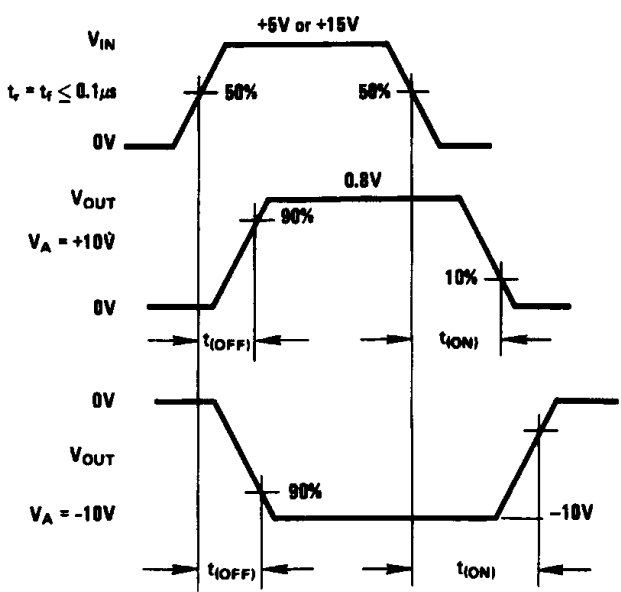 +5V or +15V
V_IN
t_r = t_f ≤ 0.1μs
50%
50%
0V
0.8V
V_OUT
90%
V_A = +10V
10%
0V
t_(OFF)
t_(ON)
0V
V_OUT
90%
V_A = -10V
-10V
t_(OFF)
t_(ON)